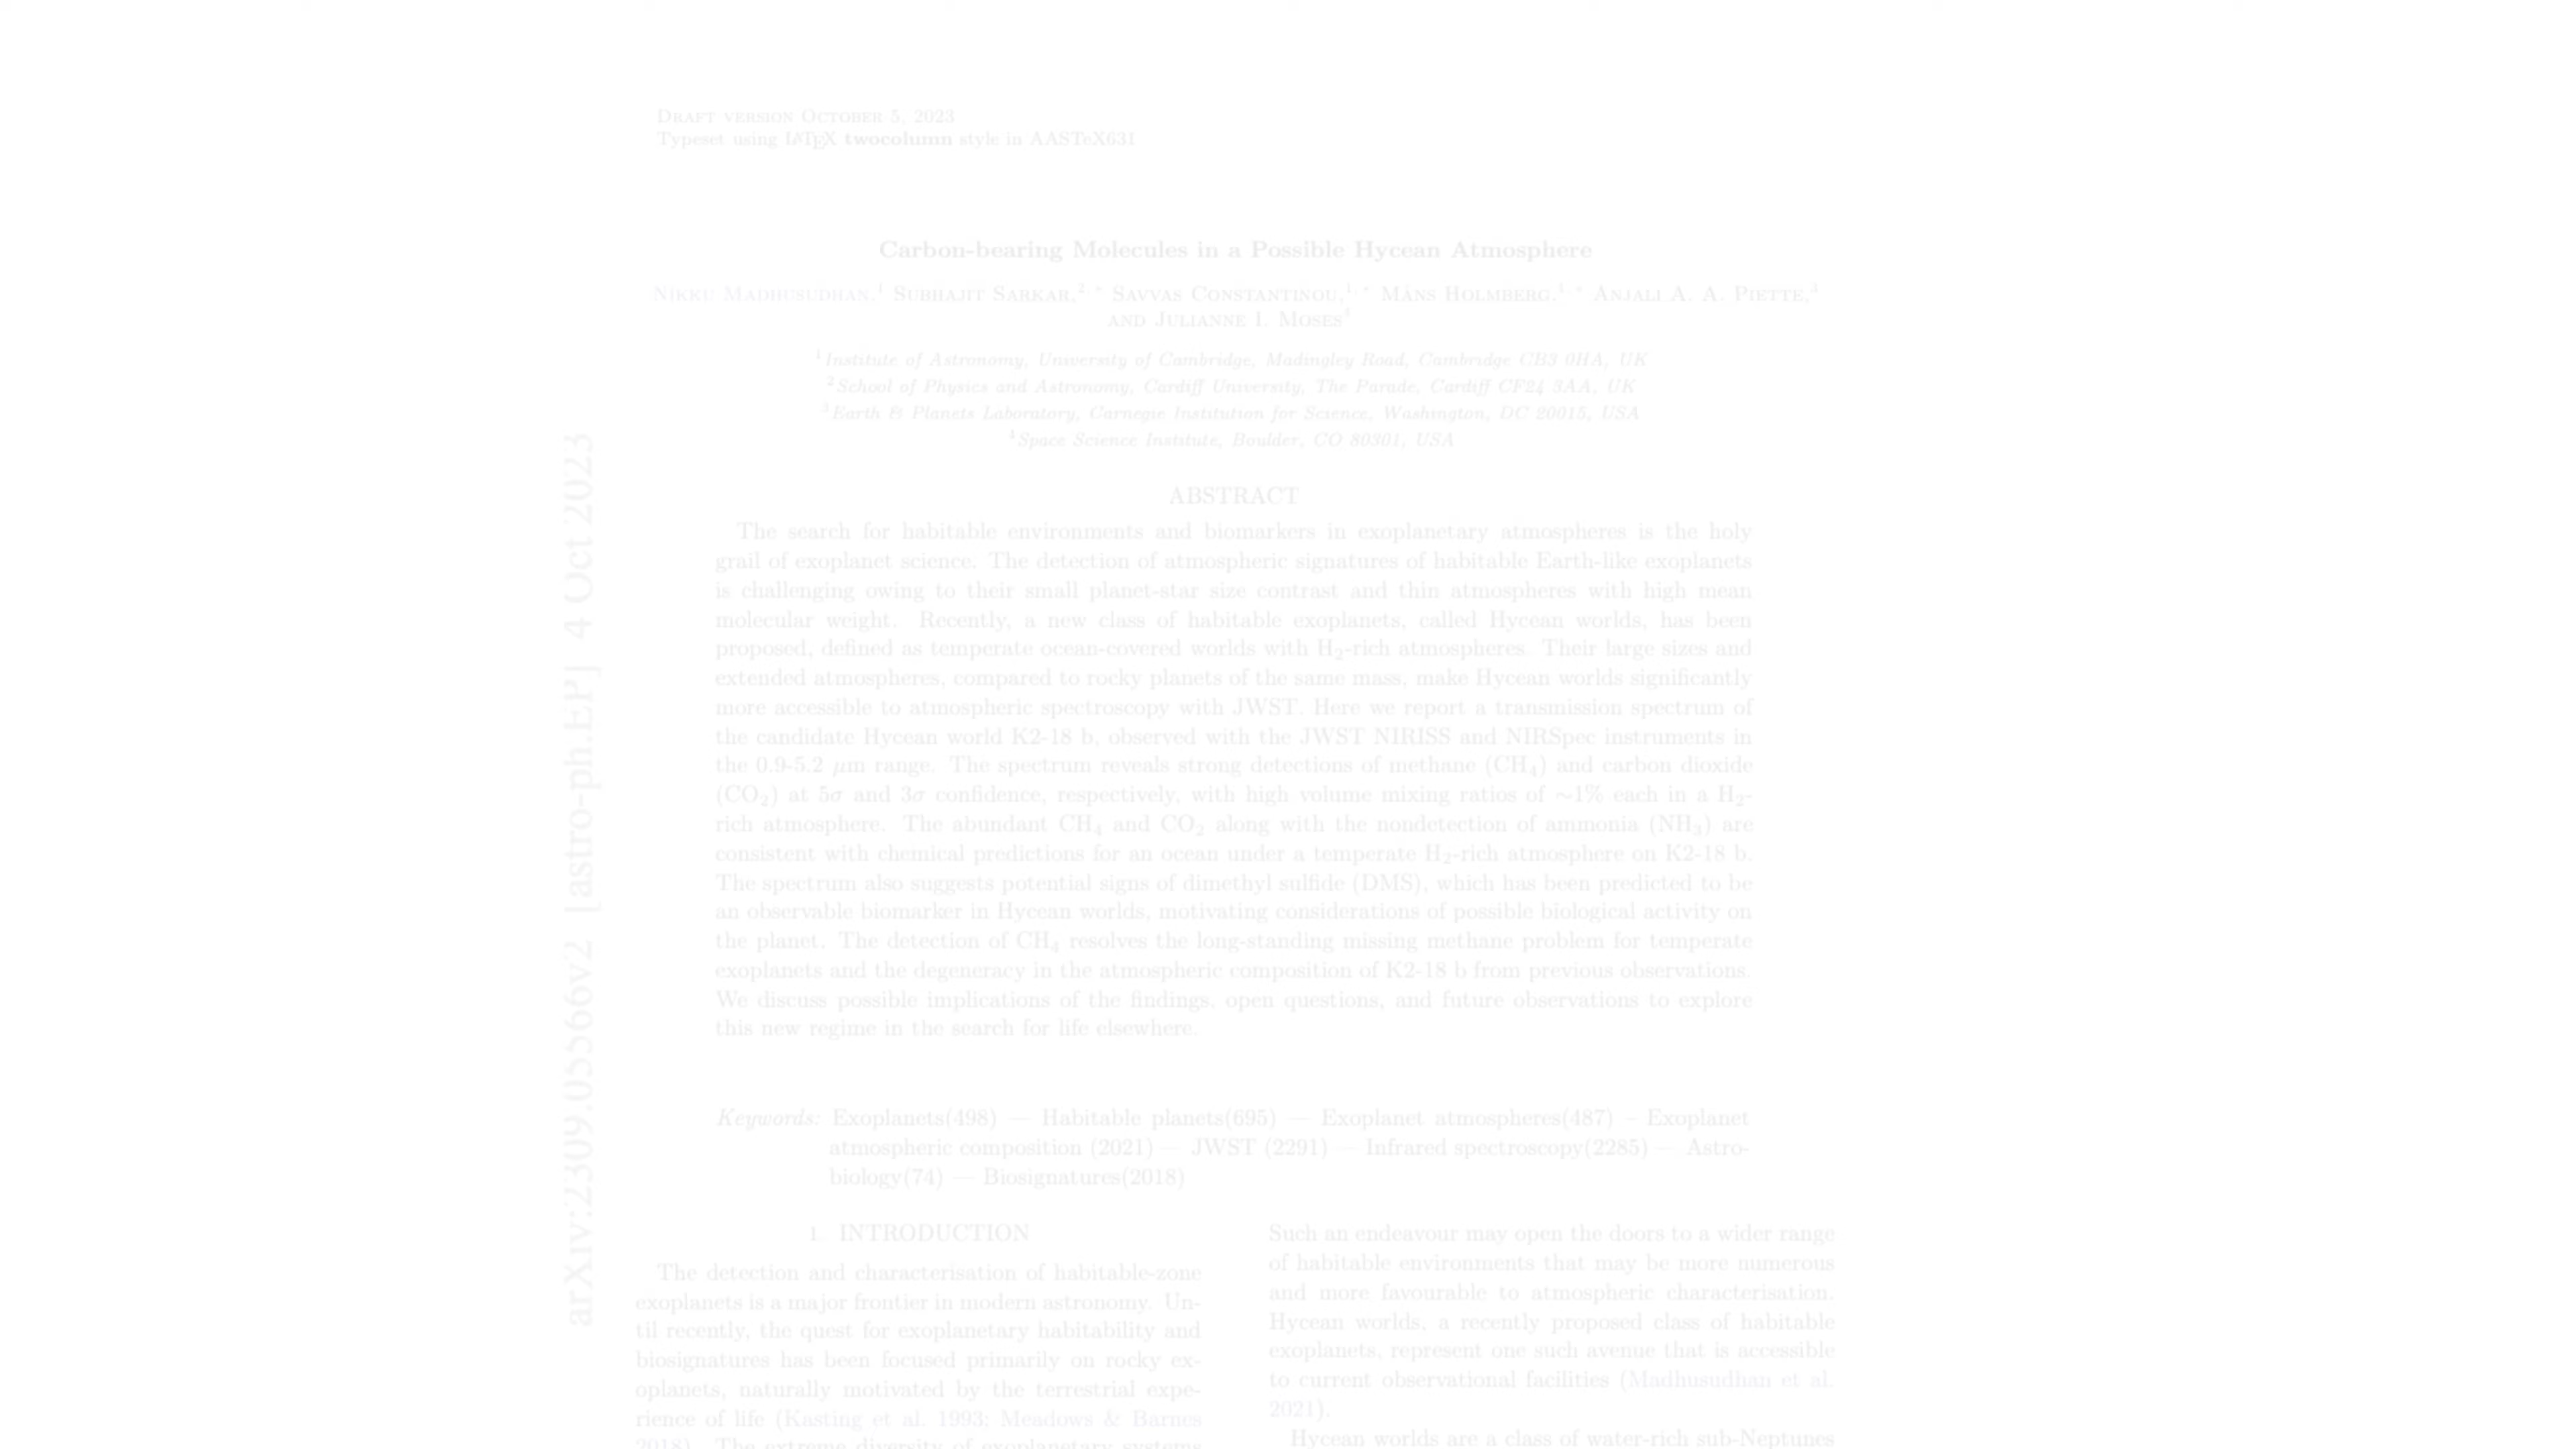 DRAFT VERSION OCTOBER 5, 2023
Typeset using LATEX twocolumn style in AASTeX631
Carbon-bearing Molecules in a Possible Hycean Atmosphere
NIKKU MADHUSUDHAN,1 SUBHAJIT SARKAR,2,* SAVVAS CONSTANTINOU,1,* MÅNS HOLMBERG,1,* ANJALI A. A. PIETTE,3
AND JULIANNE I. MOSES4
1Institute of Astronomy, University of Cambridge, Madingley Road, Cambridge CB3 0HA, UK
2School of Physics and Astronomy, Cardiff University, The Parade, Cardiff CF24 3AA, UK
3Earth & Planets Laboratory, Carnegie Institution for Science, Washington, DC 20015, USA
4Space Science Institute, Boulder, CO 80301, USA
ABSTRACT
The search for habitable environments and biomarkers in exoplanetary atmospheres is the holy
grail of exoplanet science. The detection of atmospheric signatures of habitable Earth-like exoplanets
is challenging owing to their small planet-star size contrast and thin atmospheres with high mean
molecular weight. Recently, a new class of habitable exoplanets, called Hycean worlds, has been
proposed, defined as temperate ocean-covered worlds with H2-rich atmospheres. Their large sizes and
extended atmospheres, compared to rocky planets of the same mass, make Hycean worlds significantly
more accessible to atmospheric spectroscopy with JWST. Here we report a transmission spectrum of
the candidate Hycean world K2-18 b, observed with the JWST NIRISS and NIRSpec instruments in
the 0.9-5.2 μm range. The spectrum reveals strong detections of methane (CH4) and carbon dioxide
(CO2) at 5σ and 3σ confidence, respectively, with high volume mixing ratios of ~1% each in a H2-
rich atmosphere. The abundant CH4 and CO2 along with the nondetection of ammonia (NH3) are
consistent with chemical predictions for an ocean under a temperate H2-rich atmosphere on K2-18 b.
The spectrum also suggests potential signs of dimethyl sulfide (DMS), which has been predicted to be
an observable biomarker in Hycean worlds, motivating considerations of possible biological activity on
the planet. The detection of CH4 resolves the long-standing missing methane problem for temperate
exoplanets and the degeneracy in the atmospheric composition of K2-18 b from previous observations.
We discuss possible implications of the findings, open questions, and future observations to explore
this new regime in the search for life elsewhere.
Keywords: Exoplanets(498) — Habitable planets(695) — Exoplanet atmospheres(487) – Exoplanet
atmospheric composition (2021) — JWST (2291) — Infrared spectroscopy(2285) — Astro-
biology(74) — Biosignatures(2018)
1. INTRODUCTION
The detection and characterisation of habitable-zone
exoplanets is a major frontier in modern astronomy. Un-
til recently, the quest for exoplanetary habitability and
biosignatures has been focused primarily on rocky ex-
oplanets, naturally motivated by the terrestrial expe-
rience of life (Kasting et al. 1993; Meadows & Barnes
2018). The extreme diversity of exoplanetary systems
Such an endeavour may open the doors to a wider range
of habitable environments that may be more numerous
and more favourable to atmospheric characterisation.
Hycean worlds, a recently proposed class of habitable
exoplanets, represent one such avenue that is accessible
to current observational facilities (Madhusudhan et al.
2021).
Hycean worlds are a class of water-rich sub-Neptunes
arXiv:2309.05566v2 [astro-ph.EP] 4 Oct 2023